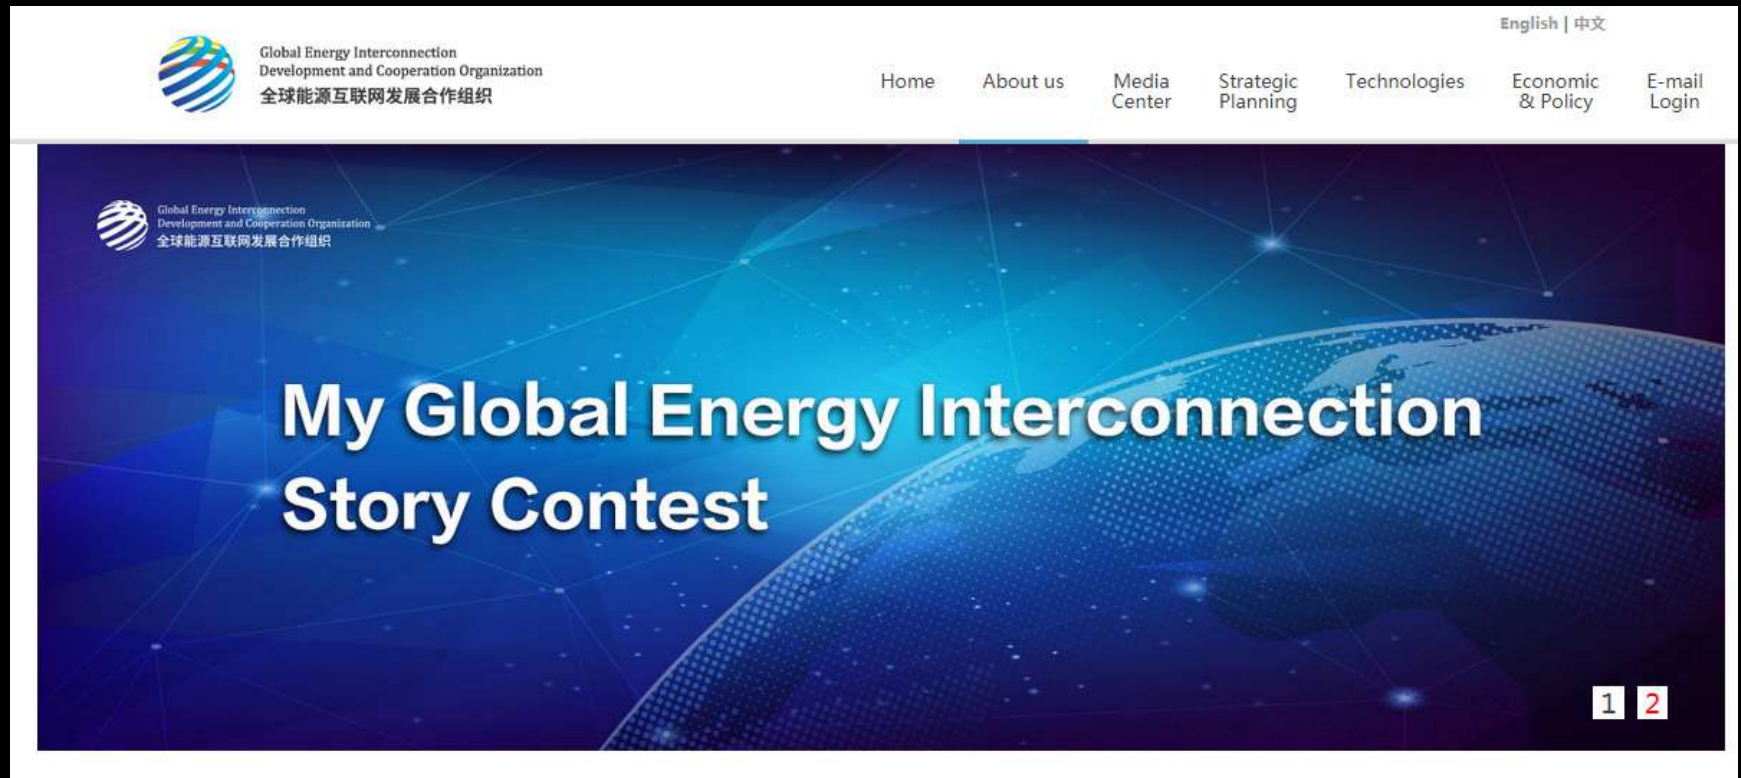 English | 中文
Global Energy Interconnection
Development and Cooperation Organization
全球能源互联网发展合作组织
Home
About us
Media
Center
Strategic
Planning
Technologies
Economic
& Policy
E-mail
Login
Global Energy Interconnection
Development and Cooperation Organization
全球能源互联网发展合作组织
My Global Energy Interconnection
Story Contest
1 2